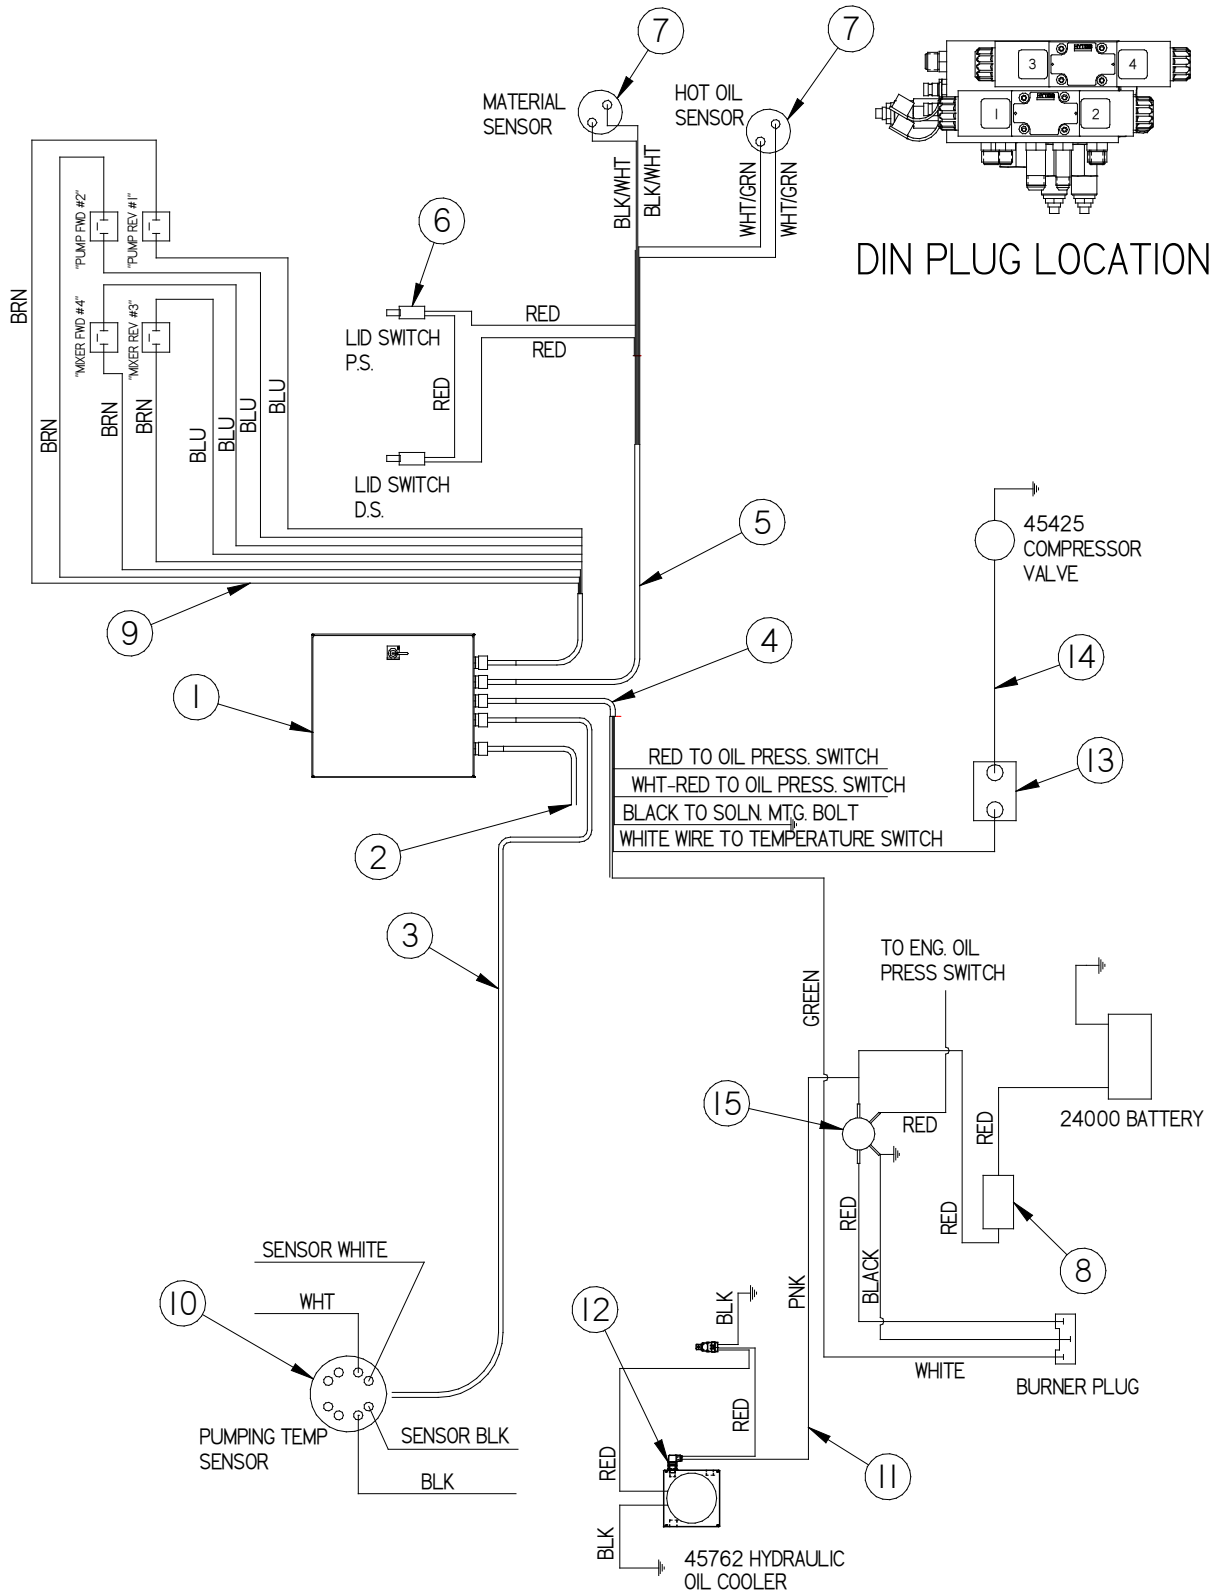 7
7
MATERIAL
SENSOR
HOT OIL
SENSOR
3
4
1
2
DIN PLUG LOCATION
BLK/WHT
BLK/WHT
WHT/GRN
WHT/GRN
"PUMP FWD #2"
"PUMP REV #1"
"MIXER FWD #4"
"MIXER REV #3"
6
BRN
BRN
BRN
BRN
BLU
BLU
BLU
BLU
LID SWITCH
P.S.
RED
RED
RED
LID SWITCH
D.S.
5
45425
COMPRESSOR
VALVE
9
4
14
1
RED TO OIL PRESS. SWITCH
WHT-RED TO OIL PRESS. SWITCH
BLACK TO SOLN. MTG. BOLT
WHITE WIRE TO TEMPERATURE SWITCH
13
2
3
TO ENG. OIL
PRESS SWITCH
GREEN
15
RED
RED
24000 BATTERY
RED
BLACK
RED
8
SENSOR WHITE
WHT
10
PNK
12
BLK
WHITE
BURNER PLUG
PUMPING TEMP
SENSOR
SENSOR BLK
BLK
RED
RED
11
BLK
45762 HYDRAULIC
OIL COOLER